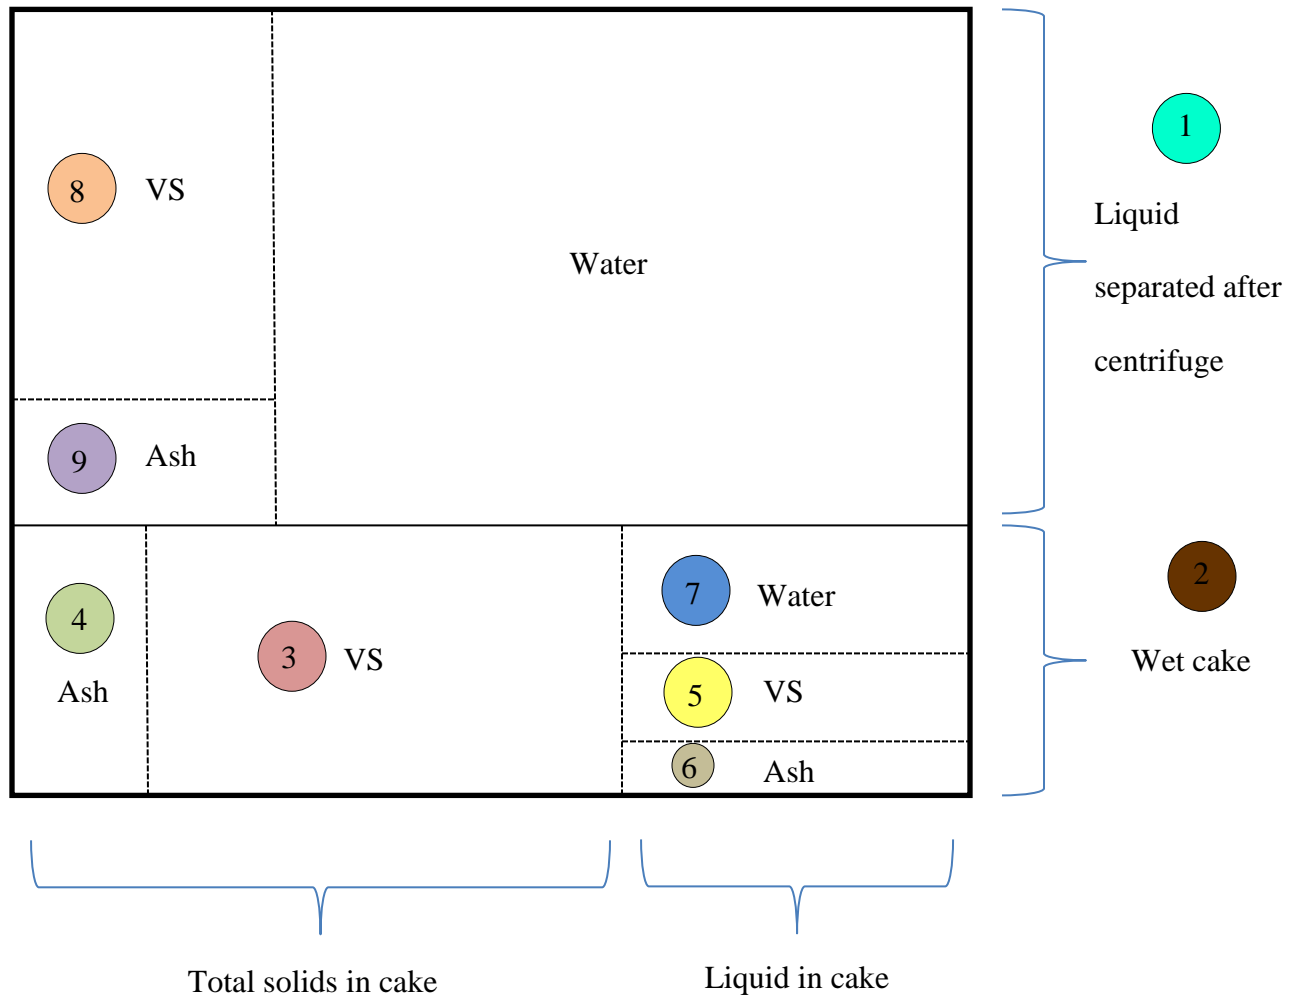 1
8 VS
Liquid
Water
separated after
centrifuge
9 Ash
2
7 Water
4
3 VS
Wet cake
Ash
5 VS
6 Ash
Total solids in cake
Liquid in cake